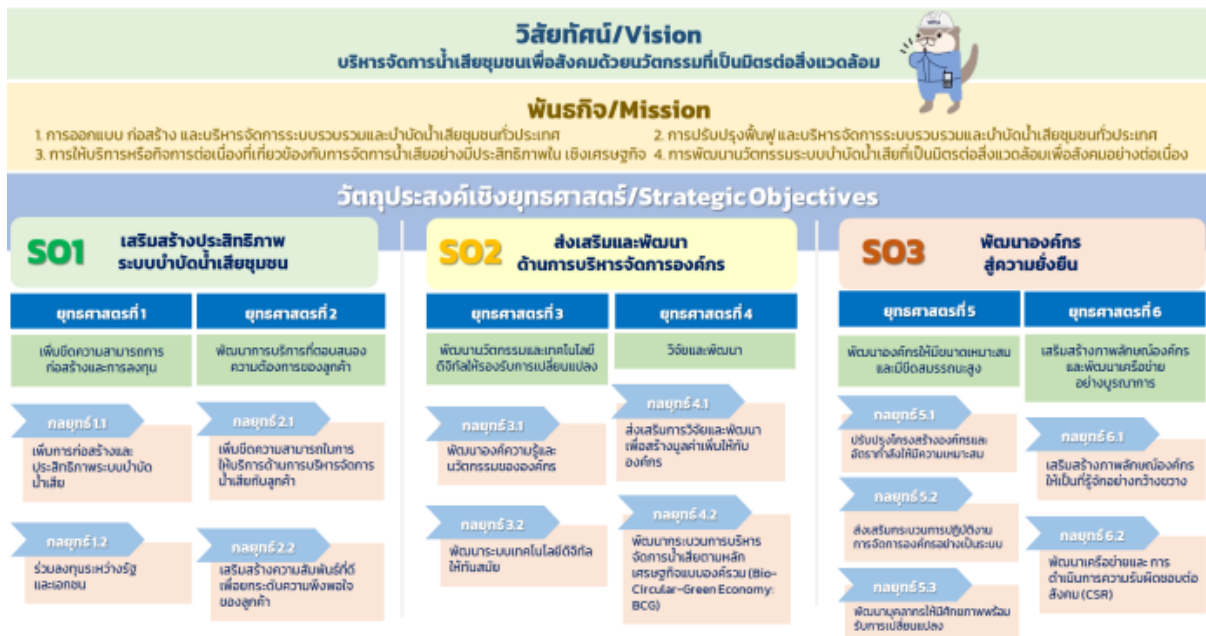 วิสัยทัศน์/Vision
บริหารจัดการน้ำเสียชุมชนเพื่อสังคมด้วยนวัตกรรมที่เป็นมิตรต่อสิ่งแวดล้อม
พันธกิจ/Mission
1. การออกแบบ ก่อสร้าง และบริหารจัดการระบบรวบรวมและบำบัดน้ำเสียชุมชนทั่วประเทศ
2. การปรับปรุงฟื้นฟู และบริหารจัดการระบบรวบรวมและบำบัดน้ำเสียชุมชนทั่วประเทศ
3. การให้บริการหรือกิจการต่อเนื่องที่เกี่ยวข้องกับการจัดการน้ำเสียอย่างมีประสิทธิภาพใน เชิงเศรษฐกิจ
4. การพัฒนานวัตกรรมระบบบำบัดน้ำเสียที่เป็นมิตรต่อสิ่งแวดล้อมเพื่อสังคมอย่างต่อเนื่อง
วัตถุประสงค์เชิงยุทธศาสตร์/Strategic Objectives
SO1
เสริมสร้างประสิทธิภาพ
ระบบบำบัดน้ำเสียชุมชน
ยุทธศาสตร์ที่ 1
เพิ่มขีดความสามารถการ
ก่อสร้างและการลงทุน
กลยุทธ์ 1.1
เพิ่มการก่อสร้างและ
ประสิทธิภาพระบบบำบัด
น้ำเสีย
กลยุทธ์ 1.2
ร่วมลงทุนระหว่างรัฐ
และเอกชน
ยุทธศาสตร์ที่ 2
พัฒนาการบริการที่ตอบสนอง
ความต้องการของลูกค้า
กลยุทธ์ 2.1
เพิ่มขีดความสามารถในการ
ให้บริการด้านการบริหารจัดการ
น้ำเสียกับลูกค้า
กลยุทธ์ 2.2
เสริมสร้างความสัมพันธ์ที่ดี
เพื่อยกระดับความพึงพอใจ
ของลูกค้า
SO2
ส่งเสริมและพัฒนา
ด้านการบริหารจัดการองค์กร
ยุทธศาสตร์ที่ 3
พัฒนานวัตกรรมและเทคโนโลยี
ดิจิทัลให้รองรับการเปลี่ยนแปลง
กลยุทธ์ 3.1
พัฒนาองค์ความรู้และ
นวัตกรรมขององค์กร
กลยุทธ์ 3.2
พัฒนาระบบเทคโนโลยีดิจิทัล
ให้ทันสมัย
ยุทธศาสตร์ที่ 4
วิจัยและพัฒนา
กลยุทธ์ 4.1
ส่งเสริมการวิจัยและพัฒนา
เพื่อสร้างมูลค่าเพิ่มให้กับ
องค์กร
กลยุทธ์ 4.2
พัฒนากระบวนการบริหาร
จัดการน้ำเสียตามหลัก
เศรษฐกิจแบบองค์รวม (Bio-
Circular-Green Economy:
BCG)
SO3
พัฒนาองค์กร
สู่ความยั่งยืน
ยุทธศาสตร์ที่ 5
พัฒนาองค์กรให้มีขนาดเหมาะสม
และมีขีดสมรรถนะสูง
กลยุทธ์ 5.1
ปรับปรุงโครงสร้างองค์กรและ
อัตรากำลังให้มีความเหมาะสม
กลยุทธ์ 5.2
ส่งเสริมกระบวนการปฏิบัติงาน
การจัดการองค์กรอย่างเป็นระบบ
กลยุทธ์ 5.3
พัฒนาบุคลากรให้มีศักยภาพพร้อม
รับการเปลี่ยนแปลง
ยุทธศาสตร์ที่ 6
เสริมสร้างภาพลักษณ์องค์กร
และพัฒนาเครือข่าย
อย่างบูรณาการ
กลยุทธ์ 6.1
เสริมสร้างภาพลักษณ์องค์กร
ให้เป็นที่รู้จักอย่างกว้างขวาง
กลยุทธ์ 6.2
พัฒนาเครือข่ายและ การ
ดำเนินการความรับผิดชอบต่อ
สังคม (CSR)